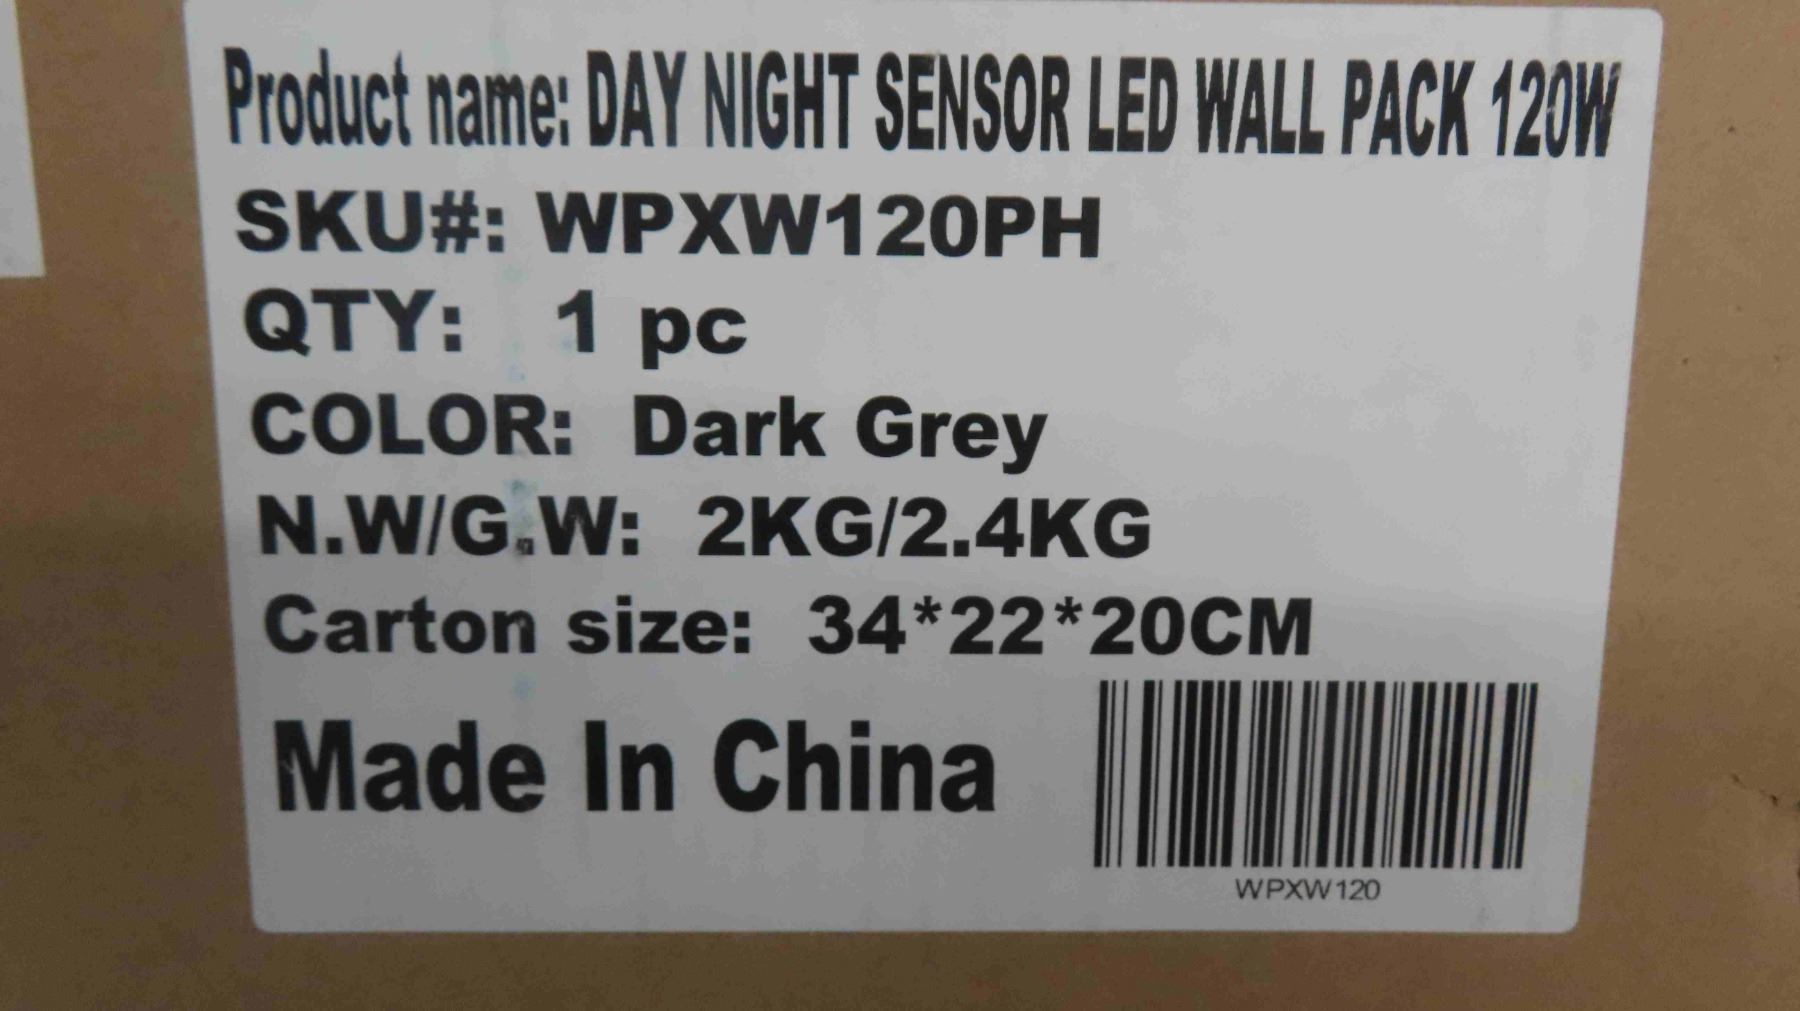 Product name: DAY NIGHT SENSOR LED WALL PACK 120W
SKU#: WPXW120PH
QTY: 1 pc
COLOR: Dark Grey
N.W/G.W: 2KG/2.4KG
Carton size: 34*22*20CM
Made In China
WPXW120